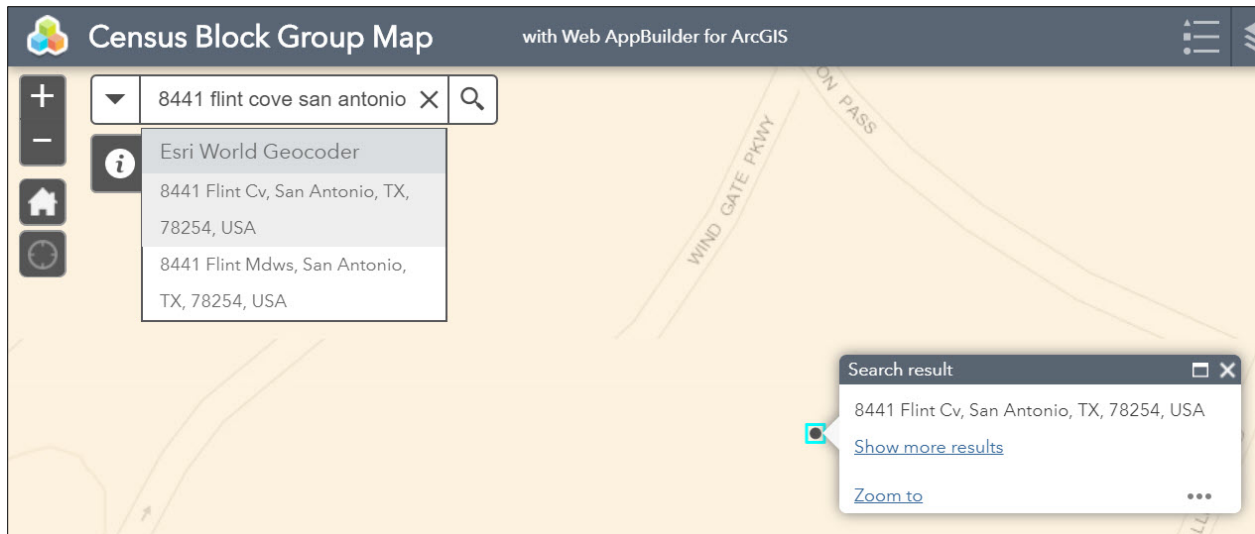 Census Block Group Map
with Web AppBuilder for ArcGIS
8441 flint cove san antonio
Esri World Geocoder
8441 Flint Cv, San Antonio, TX,
78254, USA
8441 Flint Mdws, San Antonio,
TX, 78254, USA
ON PASS
WIND GATE PKWY
Search result
8441 Flint Cv, San Antonio, TX, 78254, USA
Show more results
Zoom to